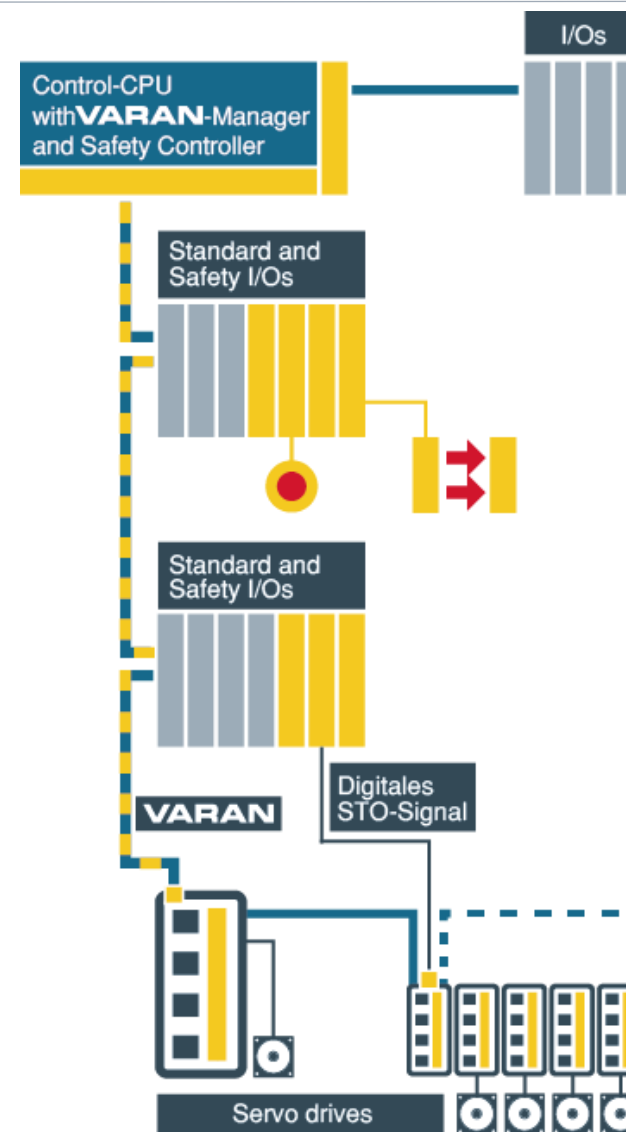 I/Os
Control-CPU
withVARAN-Manager
and Safety Controller
Standard and
Safety I/Os
Standard and
Safety I/Os
Digitales
STO-Signal
VARAN
Servo drives